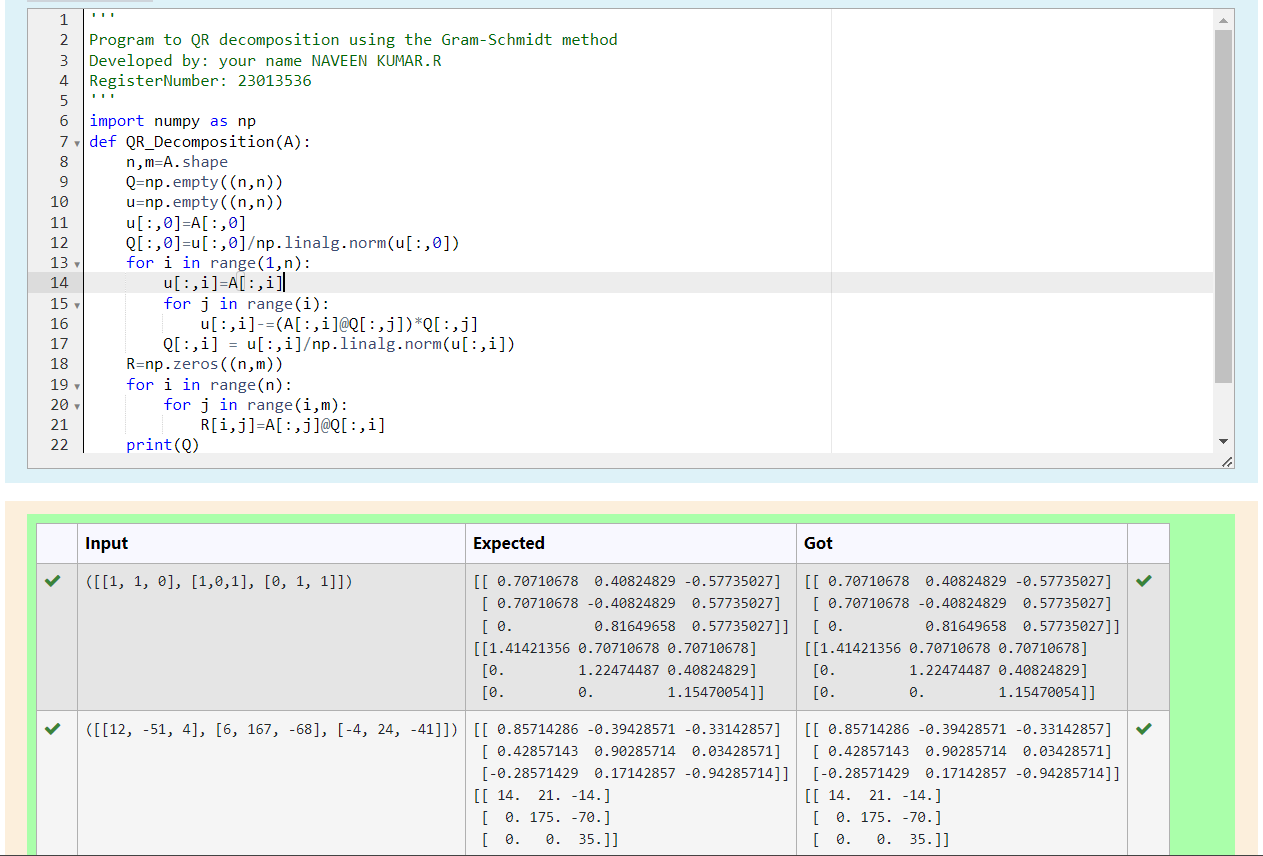 1 '''
2 Program to QR decomposition using the Gram-Schmidt method
3 Developed by: your name NAVEEN KUMAR.R
4 RegisterNumber: 23013536
5 '''
6 import numpy as np
7 def QR_Decomposition(A):
8     n,m=A.shape
9     Q=np.empty((n,n))
10     u=np.empty((n,n))
11     u[:,0]=A[:,0]
12     Q[:,0]=u[:,0]/np.linalg.norm(u[:,0])
13     for i in range(1,n):
14         u[:,i]=A[:,i]
15         for j in range(i):
16             u[:,i]-=(A[:,i]@Q[:,j])*Q[:,j]
17         Q[:,i] = u[:,i]/np.linalg.norm(u[:,i])
18     R=np.zeros((n,m))
19     for i in range(n):
20         for j in range(i,m):
21             R[i,j]=A[:,j]@Q[:,i]
22     print(Q)
Input Expected Got
([[1, 1, 0], [1,0,1], [0, 1, 1]]) [[ 0.70710678  0.40824829 -0.57735027] [[ 0.70710678  0.40824829 -0.57735027]
[ 0.70710678 -0.40824829  0.57735027] [ 0.70710678 -0.40824829  0.57735027]
[ 0.          0.81649658  0.57735027]] [ 0.          0.81649658  0.57735027]]
[[1.41421356 0.70710678 0.70710678] [[1.41421356 0.70710678 0.70710678]
[0.         1.22474487 0.40824829] [0.         1.22474487 0.40824829]
[0.         0.         1.15470054]] [0.         0.         1.15470054]]
([[12, -51, 4], [6, 167, -68], [-4, 24, -41]]) [[ 0.85714286 -0.39428571 -0.33142857] [[ 0.85714286 -0.39428571 -0.33142857]
[ 0.42857143  0.90285714  0.03428571] [ 0.42857143  0.90285714  0.03428571]
[-0.28571429  0.17142857 -0.94285714]] [-0.28571429  0.17142857 -0.94285714]]
[[ 14.  21. -14.] [[ 14.  21. -14.]
[  0. 175. -70.] [  0. 175. -70.]
[  0.   0.  35.]] [  0.   0.  35.]]